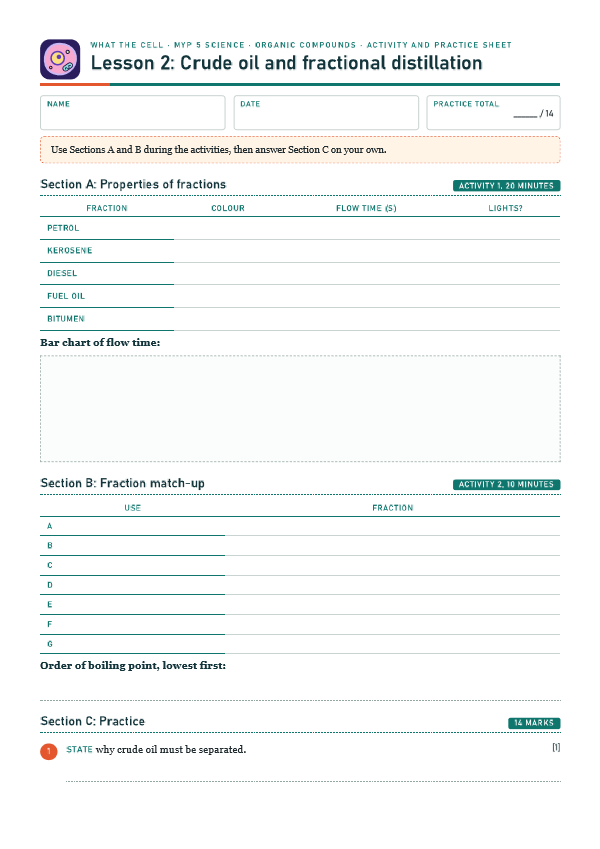 WHAT THE CELL · MYP 5 SCIENCE · ORGANIC COMPOUNDS · ACTIVITY AND PRACTICE SHEET
Lesson 2: Crude oil and fractional distillation
NAME DATE PRACTICE TOTAL
_____ / 14
Use Sections A and B during the activities, then answer Section C on your own.
Section A: Properties of fractions ACTIVITY 1, 20 MINUTES
FRACTION COLOUR FLOW TIME (S) LIGHTS?
PETROL
KEROSENE
DIESEL
FUEL OIL
BITUMEN
Bar chart of flow time:
Section B: Fraction match-up ACTIVITY 2, 10 MINUTES
USE FRACTION
A
B
C
D
E
F
G
Order of boiling point, lowest first:
Section C: Practice 14 MARKS
1 STATE why crude oil must be separated. [1]